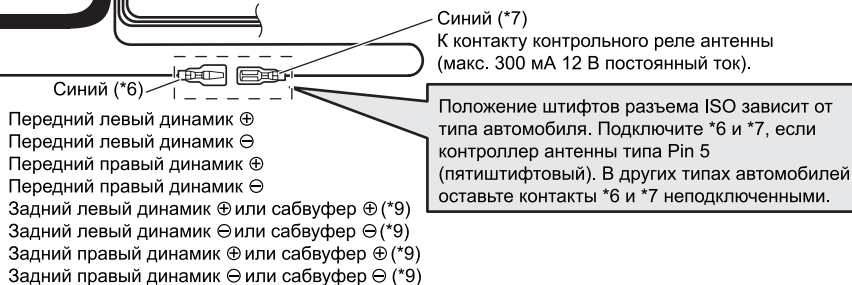 Синий (*7)
К контакту контрольного реле антенны
(макс. 300 мА 12 В постоянный ток).
Синий (*6)
Положение штифтов разъема ISO зависит от
типа автомобиля. Подключите *6 и *7, если
контроллер антенны типа Pin 5
(пятиштифтовый). В других типах автомобилей
оставьте контакты *6 и *7 неподключенными.
Передний левый динамик ⊕
Передний левый динамик ⊖
Передний правый динамик ⊕
Передний правый динамик ⊖
Задний левый динамик ⊕ или сабвуфер ⊕ (*9)
Задний левый динамик ⊖ или сабвуфер ⊖ (*9)
Задний правый динамик ⊕ или сабвуфер ⊕ (*9)
Задний правый динамик ⊖ или сабвуфер ⊖ (*9)